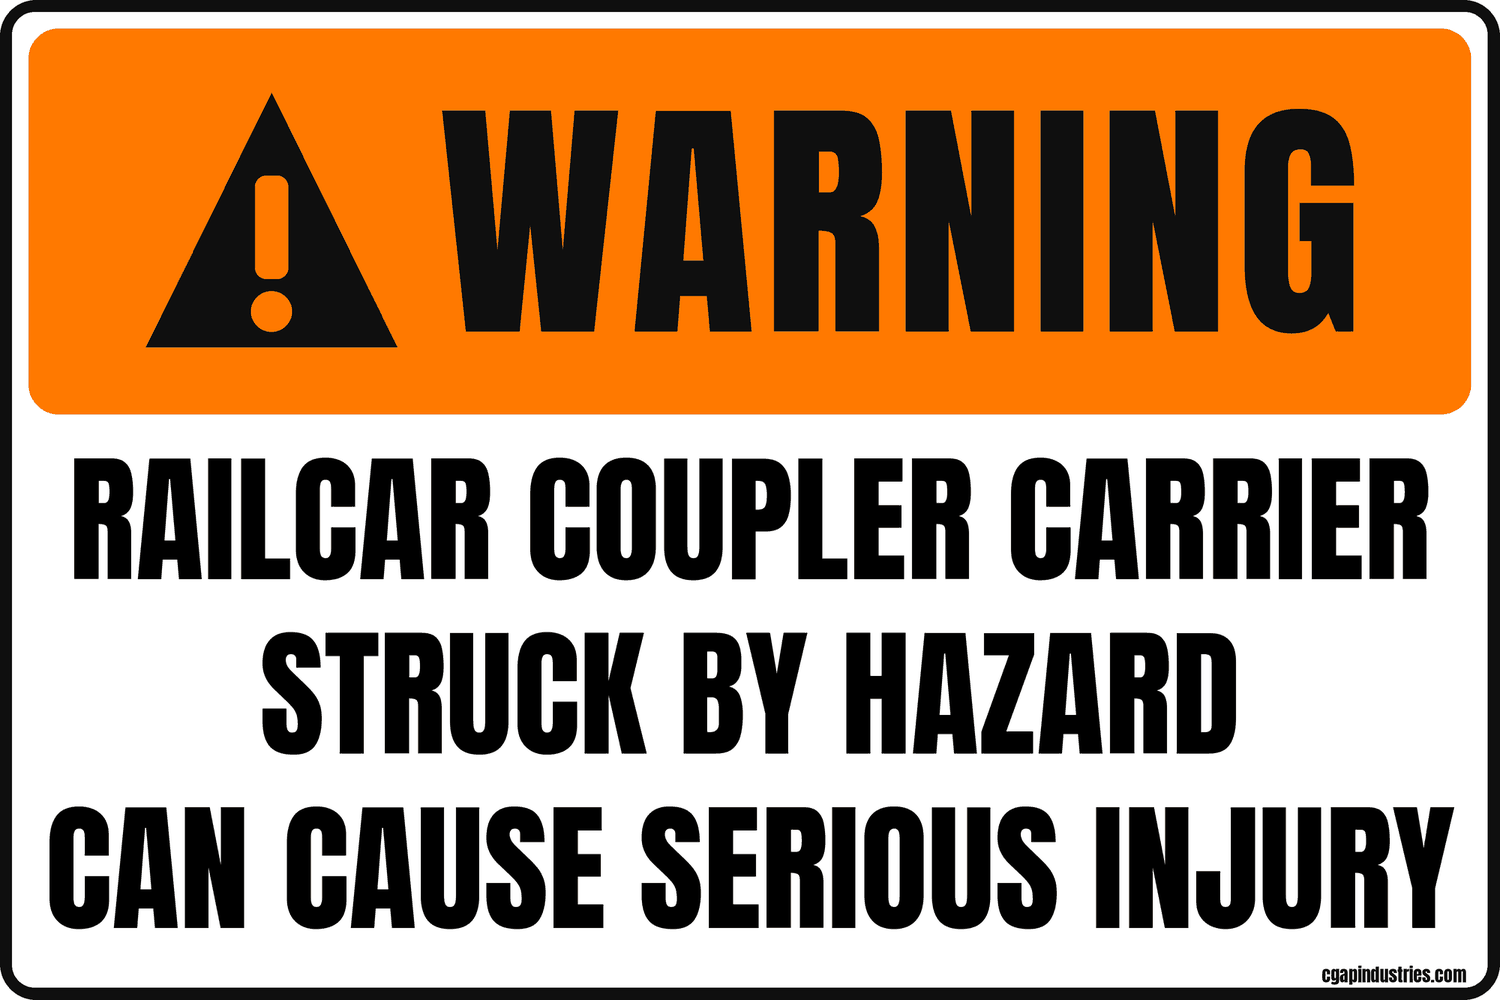 WARNING
RAILCAR COUPLER CARRIER
STRUCK BY HAZARD
CAN CAUSE SERIOUS INJURY
cgapindustries.com